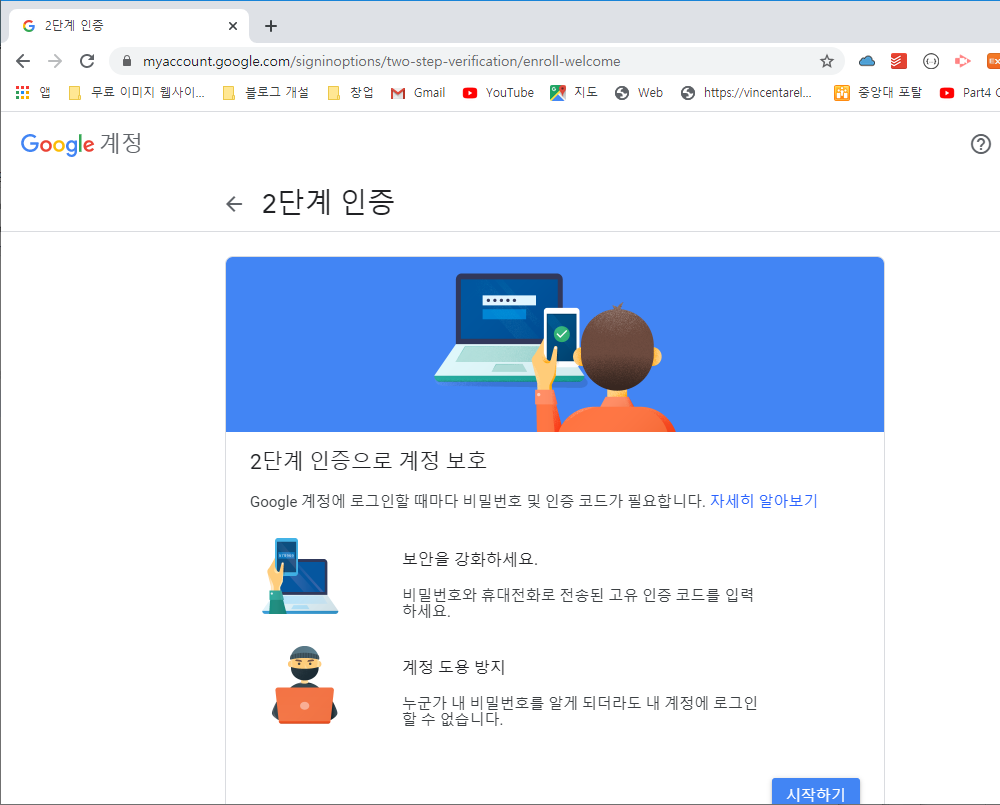 2단계 인증
myaccount.google.com/signinoptions/two-step-verification/enroll-welcome
앱 무료 이미지 웹사이... 블로그 개설 창업 Gmail YouTube 지도 Web https://vincentarel... 중앙대 포탈 Part4 C
Google 계정
2단계 인증
2단계 인증으로 계정 보호
Google 계정에 로그인할 때마다 비밀번호 및 인증 코드가 필요합니다. 자세히 알아보기
보안을 강화하세요.
비밀번호와 휴대전화로 전송된 고유 인증 코드를 입력
하세요.
계정 도용 방지
누군가 내 비밀번호를 알게 되더라도 내 계정에 로그인
할 수 없습니다.
시작하기